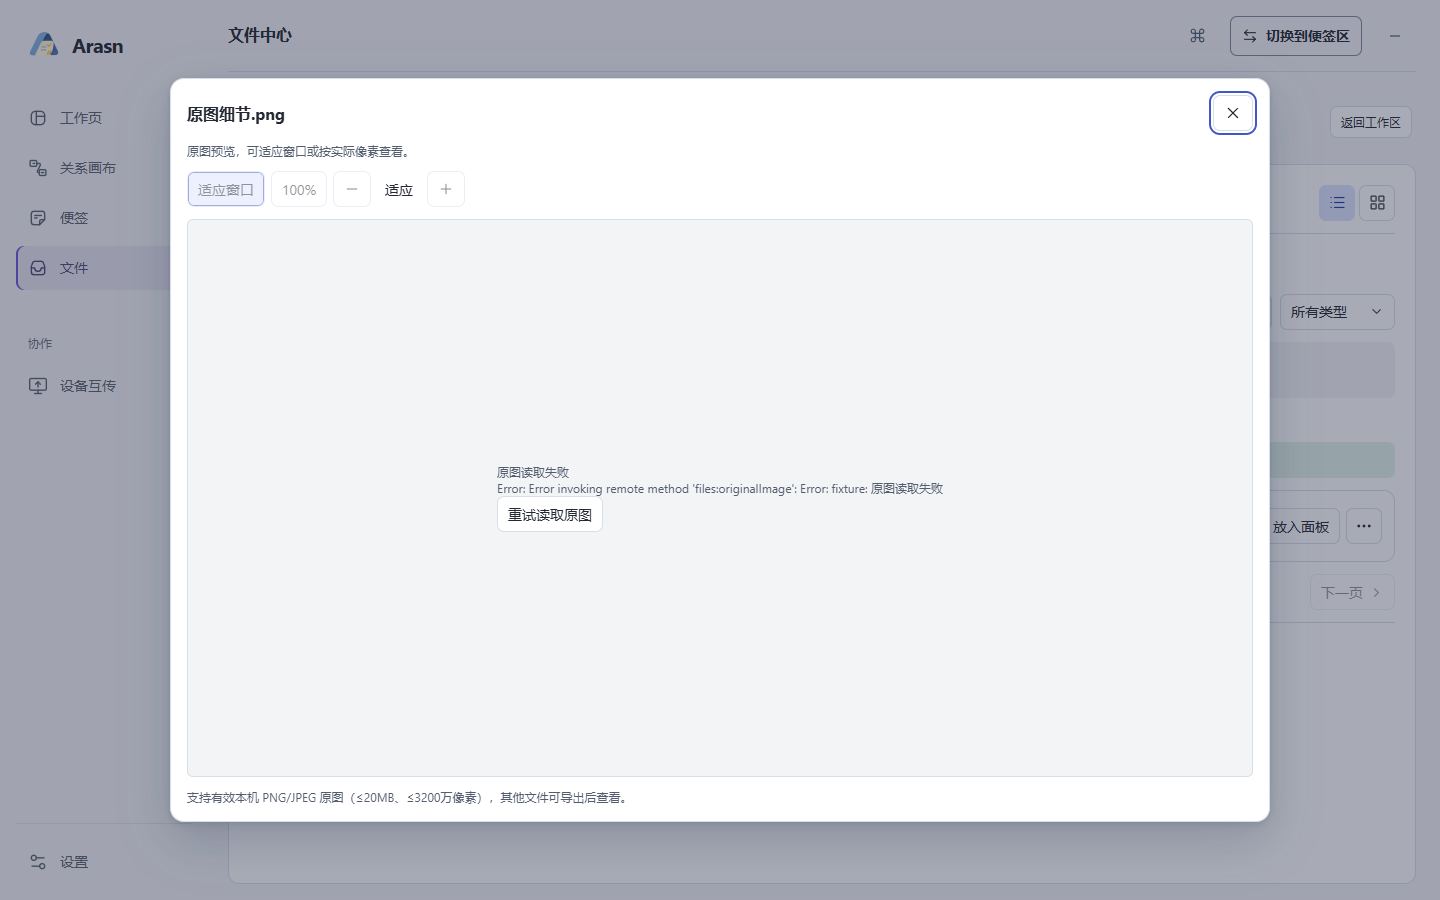 Arasn
文件中心
切换到便签区
工作页
关系画布
便签
文件
协作
设备互传
设置
返回工作区
所有类型
放入面板
下一页
原图细节.png
原图预览，可适应窗口或按实际像素查看。
适应窗口
100%
适应
原图读取失败
Error: Error invoking remote method 'files:originalImage': Error: fixture: 原图读取失败
重试读取原图
支持有效本机 PNG/JPEG 原图（≤20MB、≤3200万像素），其他文件可导出后查看。